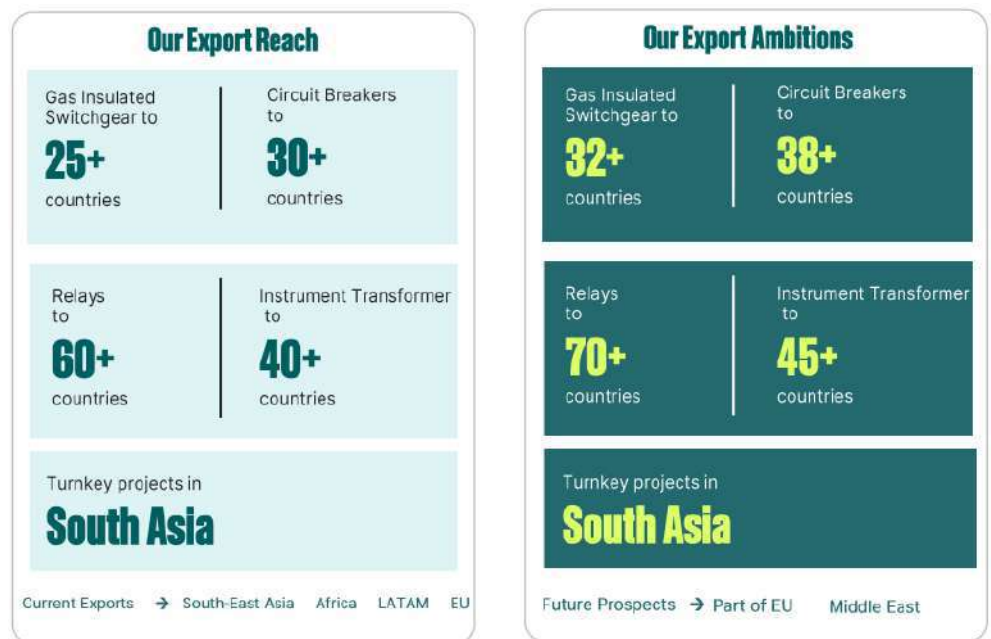 Our Export Reach
Gas Insulated
Switchgear to
25+
countries
Circuit Breakers
to
30+
countries
Relays
to
60+
countries
Instrument Transformer
to
40+
countries
Turnkey projects in
South Asia
Current Exports → South-East Asia Africa LATAM EU
Our Export Ambitions
Gas Insulated
Switchgear to
32+
countries
Circuit Breakers
to
38+
countries
Relays
to
70+
countries
Instrument Transformer
to
45+
countries
Turnkey projects in
South Asia
Future Prospects → Part of EU Middle East